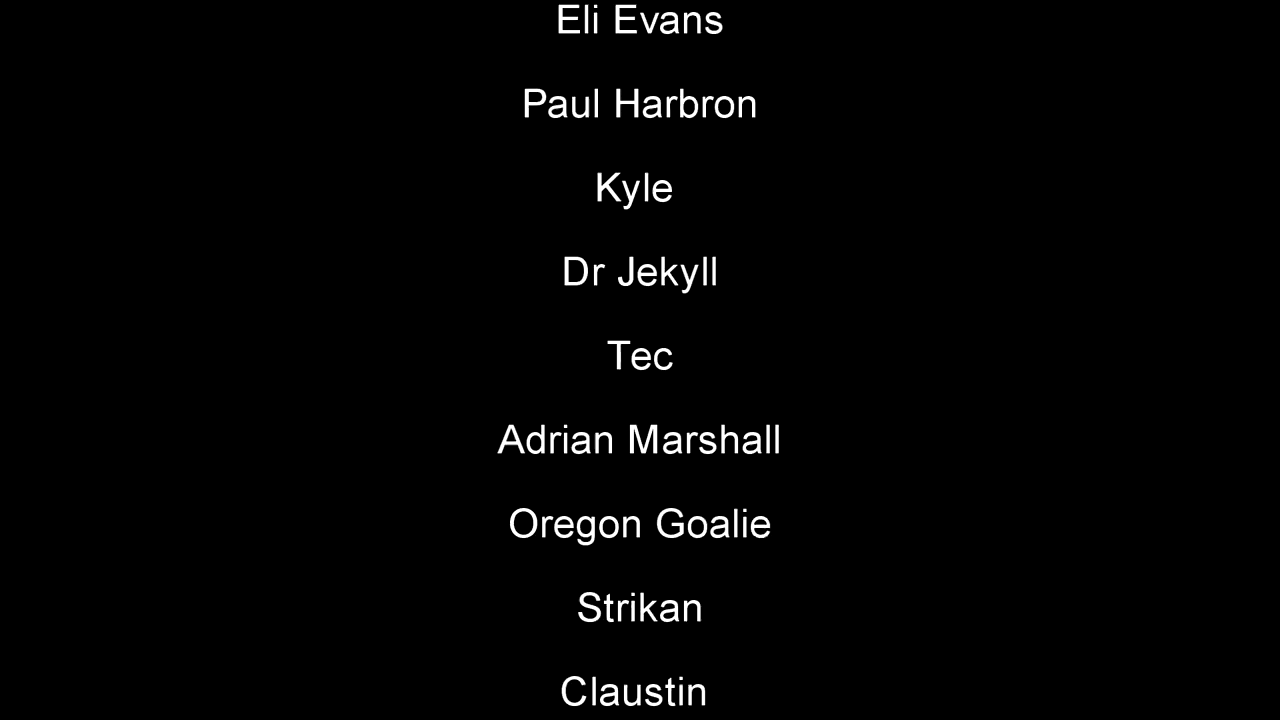 Eli Evans
Paul Harbron
Kyle
Dr Jekyll
Tec
Adrian Marshall
Oregon Goalie
Strikan
Claustin